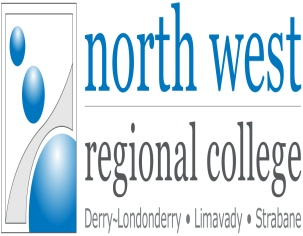 north west
regional college
Derry~Londonderry • Limavady • Strabane